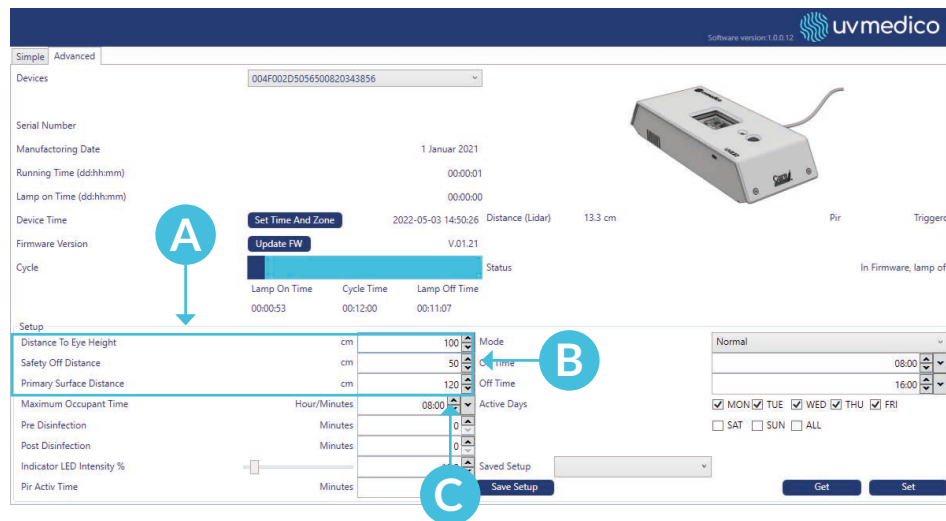 uvmedico
Software version:1.0.0.12
Simple Advanced
Devices 004F002D5056500820343856
Serial Number
Manufactoring Date 1 Januar 2021
Running Time (dd:hh:mm) 00:00:01
Lamp on Time (dd:hh:mm) 00:00:00
Device Time Set Time And Zone 2022-05-03 14:50:26 Distance (Lidar) 13.3 cm Pir
A
Firmware Version Update FW V.01.21
Cycle Status In Firmware, lamp
Lamp On Time Cycle Time Lamp Off Time
00:00:53 00:12:00 00:11:07
Setup
Distance To Eye Height cm 100 Mode Normal
Safety Off Distance cm 50 Time 08:00
B
Primary Surface Distance cm 120 Off Time 16:00
Maximum Occupant Time Hour/Minutes 08:00 Active Days MON TUE WED THU FRI
Pre Disinfection Minutes 0 SAT SUN ALL
Post Disinfection Minutes 0
Indicator LED Intensity % Saved Setup
C
Pir Activ Time Minutes Save Setup Get Set